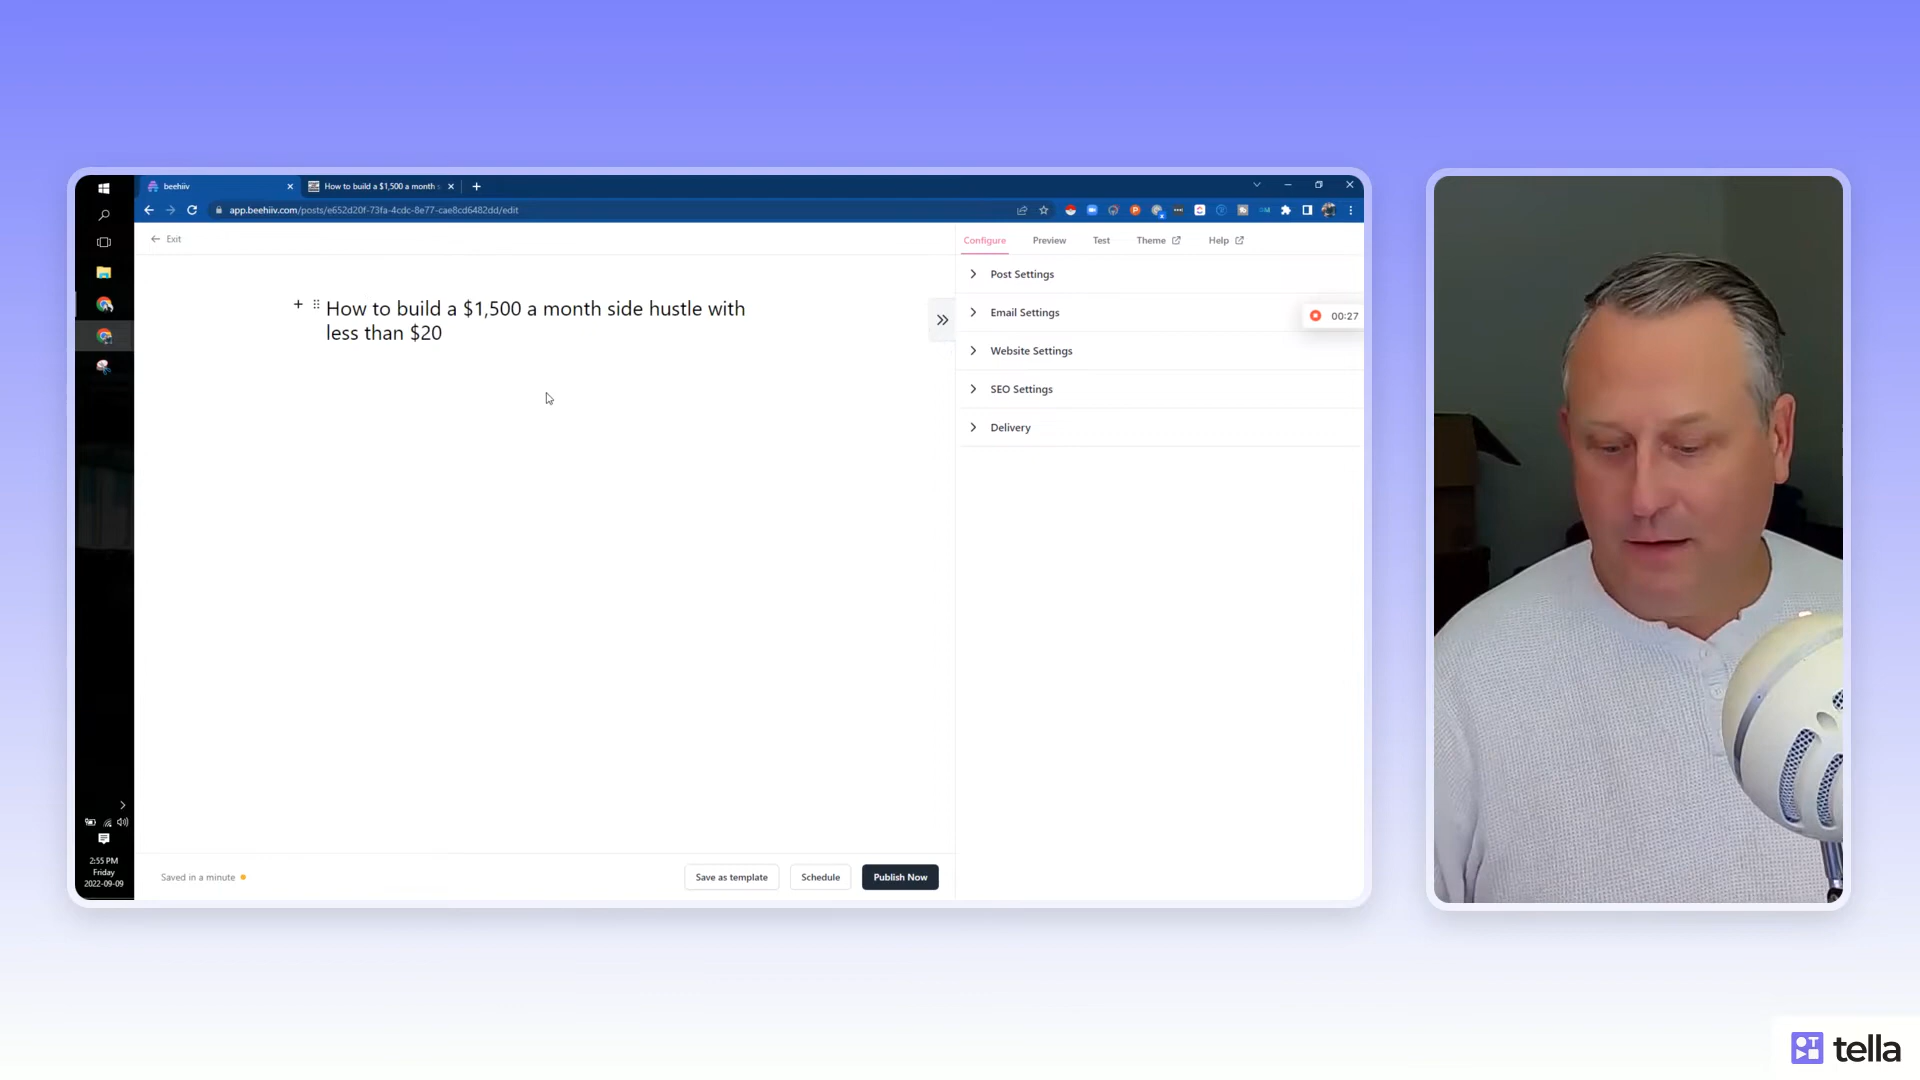 beehiiv
How to build a $1,500 a month s
app.beehiiv.com/posts/e652d20f-73fa-4cdc-8e77-cae8cd6482dd/edit
Exit
Configure
Preview
Test
Theme
Help
How to build a $1,500 a month side hustle with
less than $20
Post Settings
Email Settings
00:27
Website Settings
SEO Settings
Delivery
2:55 PM
Friday
2022-09-09
Saved in a minute
Save as template
Schedule
Publish Now
tella